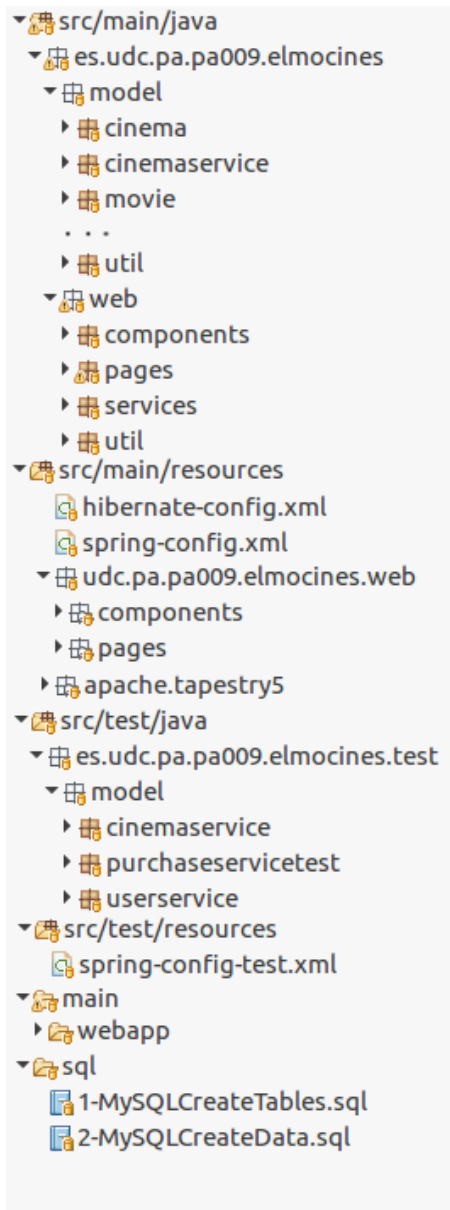 src/main/java
es.udc.pa.pa009.elmocines
model
cinema
cinemaservice
movie
. . .
util
web
components
pages
services
util
src/main/resources
hibernate-config.xml
spring-config.xml
udc.pa.pa009.elmocines.web
components
pages
apache.tapestry5
src/test/java
es.udc.pa.pa009.elmocines.test
model
cinemaservice
purchaseservicetest
userservice
src/test/resources
spring-config-test.xml
main
webapp
sql
1-MySQLCreateTables.sql
2-MySQLCreateData.sql